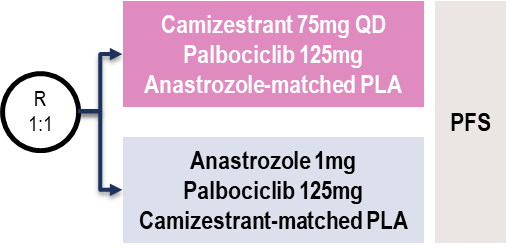 R
1:1
Camizestrant 75mg QD
Palbociclib 125mg
Anastrozole-matched PLA
Anastrozole 1mg
Palbociclib 125mg
Camizestrant-matched PLA
PFS